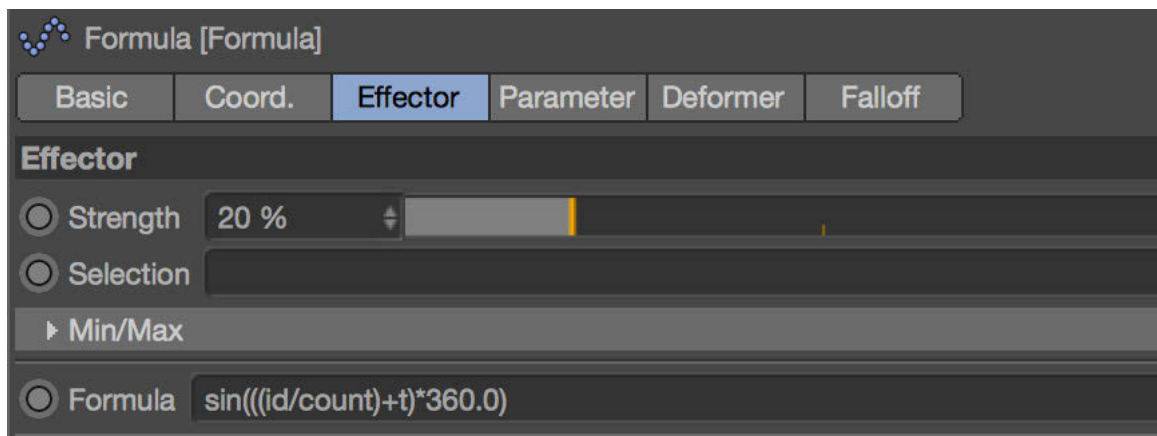 Formula [Formula]
Basic Coord. Effector Parameter Deformer Falloff
Effector
Strength 20 %
Selection
Min/Max
Formula sin(((id/count)+t)*360.0)